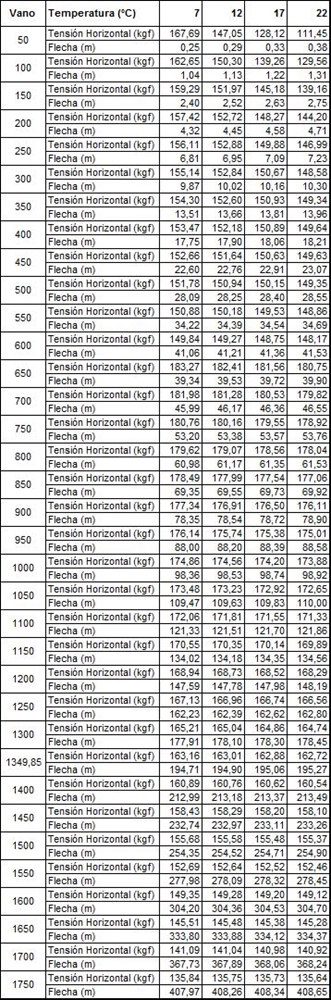 Vano Temperatura (°C) 7 12 17 22
50 Tensión Horizontal (kgf) 167,69 147,05 128,12 111,45
Flecha (m) 0,25 0,29 0,33 0,38
100 Tensión Horizontal (kgf) 162,65 150,30 139,26 129,56
Flecha (m) 1,04 1,13 1,22 1,31
150 Tensión Horizontal (kgf) 159,29 151,97 145,18 139,16
Flecha (m) 2,40 2,52 2,63 2,75
200 Tensión Horizontal (kgf) 157,42 152,72 148,27 144,20
Flecha (m) 4,32 4,45 4,58 4,71
250 Tensión Horizontal (kgf) 156,11 152,88 149,88 146,99
Flecha (m) 6,81 6,95 7,09 7,23
300 Tensión Horizontal (kgf) 155,14 152,84 150,67 148,58
Flecha (m) 9,87 10,02 10,16 10,30
350 Tensión Horizontal (kgf) 154,30 152,60 150,93 149,34
Flecha (m) 13,51 13,66 13,81 13,96
400 Tensión Horizontal (kgf) 153,47 152,18 150,89 149,64
Flecha (m) 17,75 17,90 18,06 18,21
450 Tensión Horizontal (kgf) 152,66 151,64 150,63 149,63
Flecha (m) 22,60 22,76 22,91 23,07
500 Tensión Horizontal (kgf) 151,78 150,94 150,15 149,35
Flecha (m) 28,09 28,25 28,40 28,55
550 Tensión Horizontal (kgf) 150,88 150,18 149,53 148,86
Flecha (m) 34,22 34,39 34,54 34,69
600 Tensión Horizontal (kgf) 149,84 149,27 148,75 148,17
Flecha (m) 41,06 41,21 41,36 41,53
650 Tensión Horizontal (kgf) 183,27 182,41 181,56 180,75
Flecha (m) 39,34 39,53 39,72 39,90
700 Tensión Horizontal (kgf) 181,98 181,28 180,53 179,82
Flecha (m) 45,99 46,17 46,36 46,55
750 Tensión Horizontal (kgf) 180,76 180,16 179,55 178,92
Flecha (m) 53,20 53,38 53,57 53,76
800 Tensión Horizontal (kgf) 179,62 179,07 178,56 178,04
Flecha (m) 60,98 61,17 61,35 61,53
850 Tensión Horizontal (kgf) 178,49 177,99 177,54 177,06
Flecha (m) 69,35 69,55 69,73 69,92
900 Tensión Horizontal (kgf) 177,34 176,91 176,50 176,11
Flecha (m) 78,35 78,54 78,72 78,90
950 Tensión Horizontal (kgf) 176,14 175,74 175,38 175,01
Flecha (m) 88,00 88,20 88,39 88,58
1000 Tensión Horizontal (kgf) 174,86 174,56 174,20 173,88
Flecha (m) 98,36 98,53 98,74 98,92
1050 Tensión Horizontal (kgf) 173,48 173,23 172,92 172,65
Flecha (m) 109,47 109,63 109,83 110,00
1100 Tensión Horizontal (kgf) 172,06 171,81 171,55 171,33
Flecha (m) 121,33 121,51 121,70 121,86
1150 Tensión Horizontal (kgf) 170,55 170,35 170,14 169,89
Flecha (m) 134,02 134,18 134,35 134,56
1200 Tensión Horizontal (kgf) 168,94 168,73 168,52 168,29
Flecha (m) 147,59 147,78 147,98 148,19
1250 Tensión Horizontal (kgf) 167,13 166,96 166,74 166,56
Flecha (m) 162,23 162,39 162,62 162,80
1300 Tensión Horizontal (kgf) 165,21 165,04 164,86 164,74
Flecha (m) 177,91 178,10 178,30 178,45
1349,85 Tensión Horizontal (kgf) 163,16 163,01 162,88 162,72
Flecha (m) 194,71 194,90 195,06 195,27
1400 Tensión Horizontal (kgf) 160,89 160,76 160,62 160,54
Flecha (m) 212,99 213,18 213,37 213,49
1450 Tensión Horizontal (kgf) 158,43 158,29 158,20 158,10
Flecha (m) 232,74 232,97 233,11 233,26
1500 Tensión Horizontal (kgf) 155,68 155,58 155,48 155,37
Flecha (m) 254,35 254,52 254,71 254,90
1550 Tensión Horizontal (kgf) 152,69 152,64 152,52 152,46
Flecha (m) 277,98 278,09 278,32 278,45
1600 Tensión Horizontal (kgf) 149,35 149,28 149,20 149,12
Flecha (m) 304,20 304,36 304,53 304,70
1650 Tensión Horizontal (kgf) 145,51 145,48 145,38 145,28
Flecha (m) 333,80 333,88 334,12 334,37
1700 Tensión Horizontal (kgf) 141,09 141,04 140,98 140,92
Flecha (m) 367,73 367,89 368,06 368,24
1750 Tensión Horizontal (kgf) 135,84 135,75 135,73 135,64
Flecha (m) 407,97 408,26 408,34 408,65